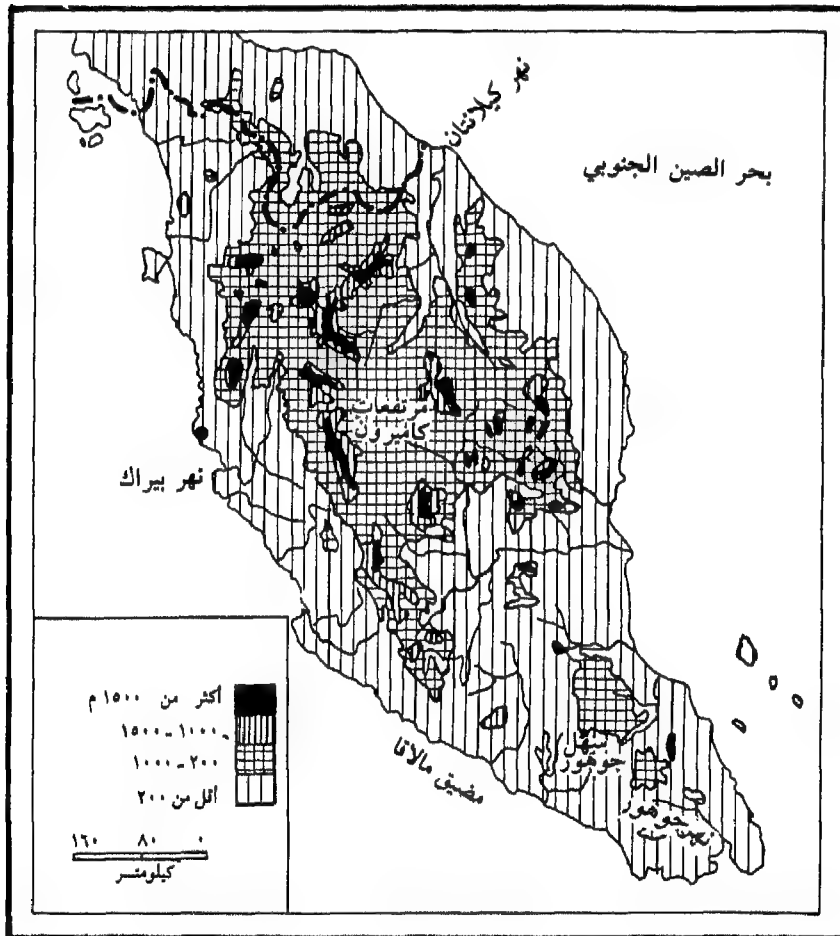 نهر كيلانتان
بحر الصين الجنوبي
مرتفعات
كاميرون
نهر بيراك
أكثر من ١٥٠٠ م
١٠٠٠ - ١٥٠٠
٢٠٠ - ١٠٠٠
أقل من ٢٠٠
١٦٠ ٨٠ ٠
كيلومتر
مضيق مالاقا
سهل
جوهور
نهر جوهور